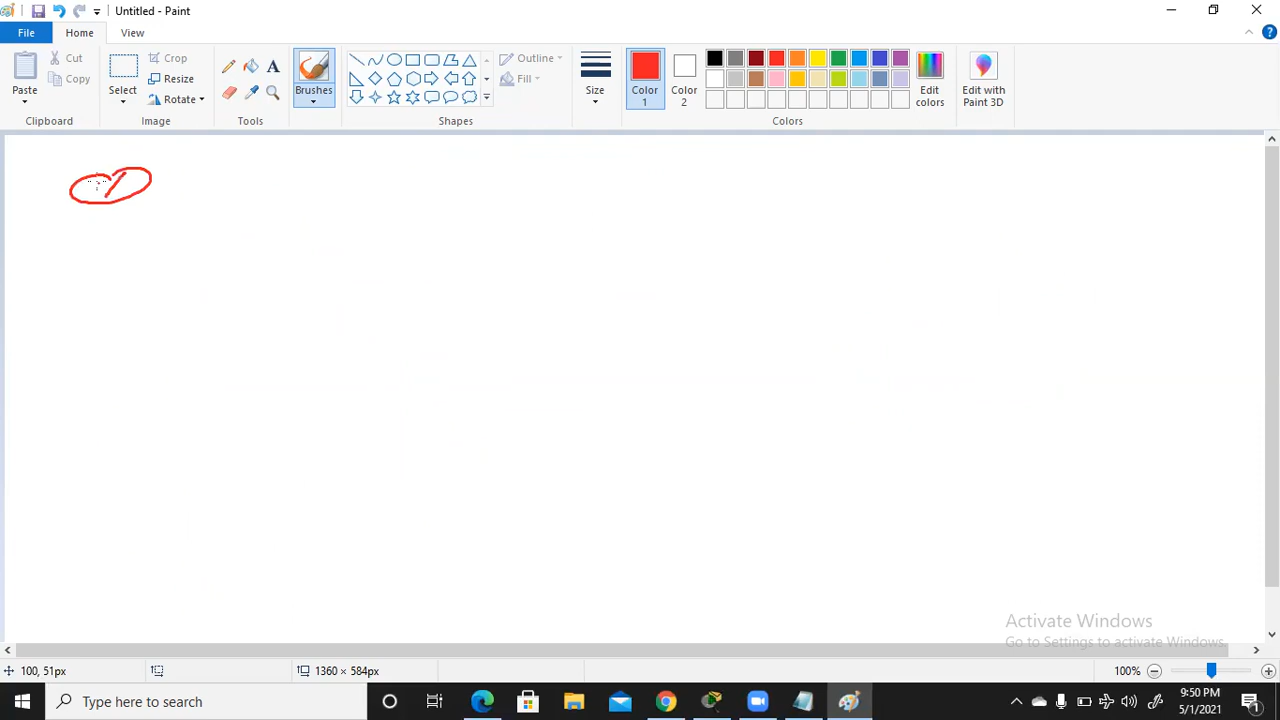 Untitled - Paint
File Home View
Paste
Cut
Copy
Clipboard
Select
Crop
Resize
Rotate
Image
A
Tools
Brushes
Outline
Fill
Shapes
Size
Color 1
Color 2
Colors
Edit colors
Edit with Paint 3D
1
Activate Windows
Go to Settings to activate Windows.
100, 51px
1360 × 584px
100%
Type here to search
9:50 PM
5/1/2021
1